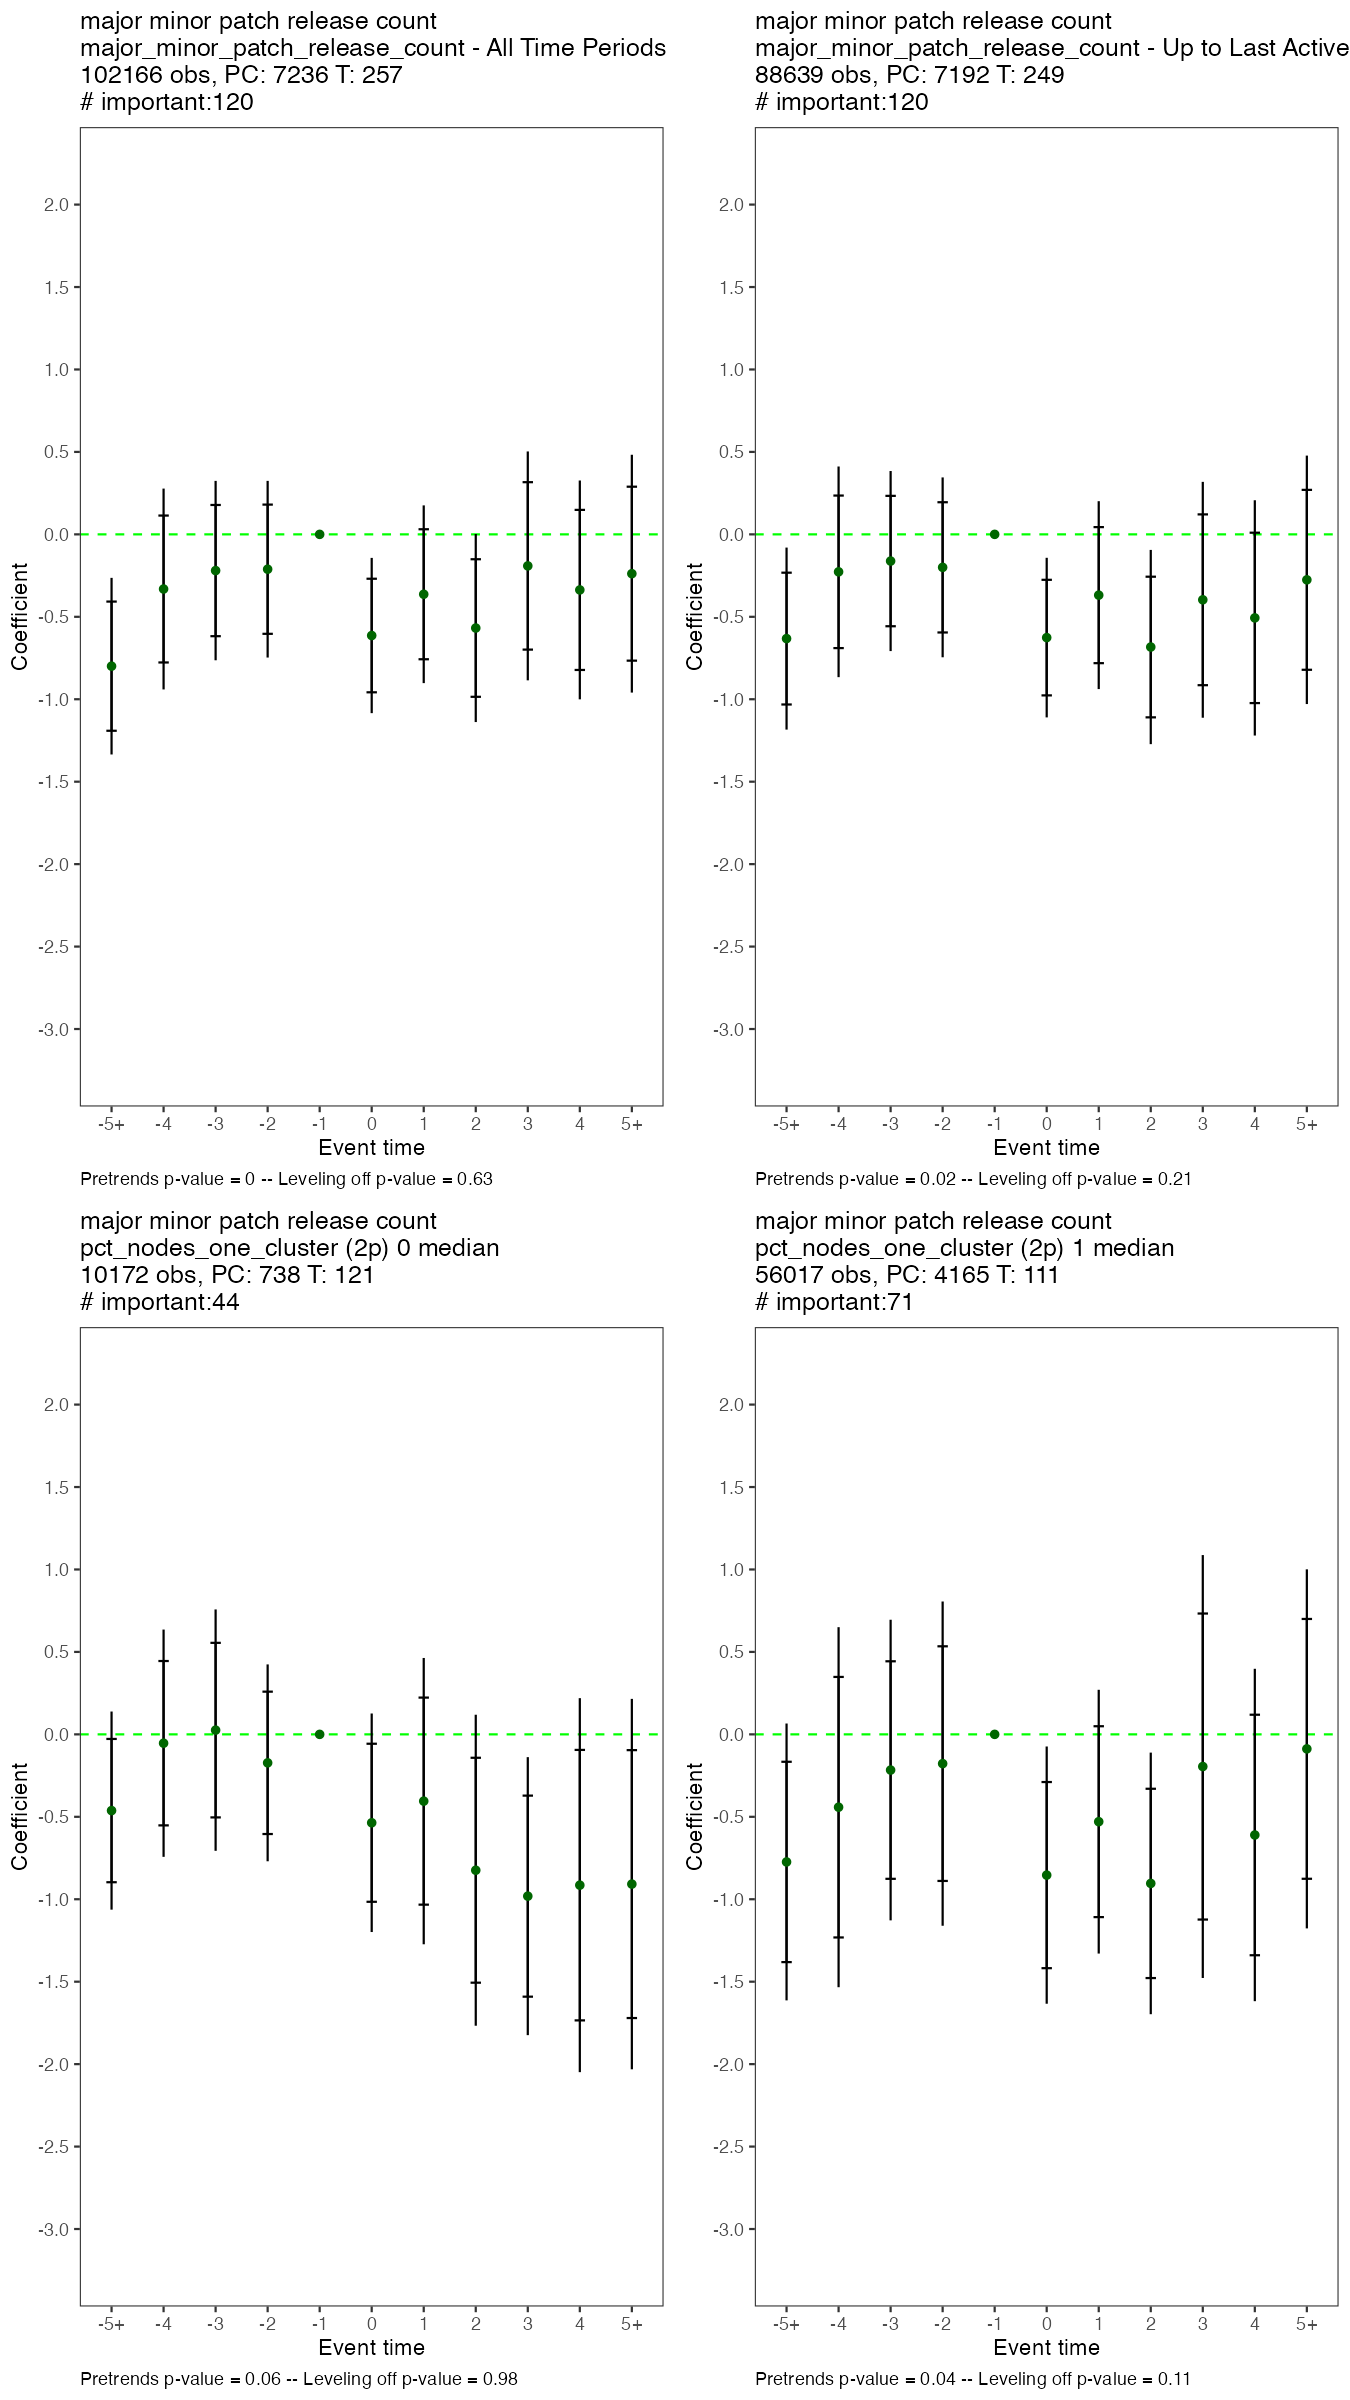 major minor patch release count
major_minor_patch_release_count - All Time Periods
102166 obs, PC: 7236 T: 257
# important:120
2.0
1.5
1.0
0.5
0.0
-0.5
-1.0
-1.5
-2.0
-2.5
-3.0
Coefficient
-5+ -4 -3 -2 -1 0 1 2 3 4 5+
Event time
Pretrends p-value = 0 -- Leveling off p-value = 0.63
major minor patch release count
major_minor_patch_release_count - Up to Last Active
88639 obs, PC: 7192 T: 249
# important:120
2.0
1.5
1.0
0.5
0.0
-0.5
-1.0
-1.5
-2.0
-2.5
-3.0
Coefficient
-5+ -4 -3 -2 -1 0 1 2 3 4 5+
Event time
Pretrends p-value = 0.02 -- Leveling off p-value = 0.21
major minor patch release count
pct_nodes_one_cluster (2p) 0 median
10172 obs, PC: 738 T: 121
# important:44
2.0
1.5
1.0
0.5
0.0
-0.5
-1.0
-1.5
-2.0
-2.5
-3.0
Coefficient
-5+ -4 -3 -2 -1 0 1 2 3 4 5+
Event time
Pretrends p-value = 0.06 -- Leveling off p-value = 0.98
major minor patch release count
pct_nodes_one_cluster (2p) 1 median
56017 obs, PC: 4165 T: 111
# important:71
2.0
1.5
1.0
0.5
0.0
-0.5
-1.0
-1.5
-2.0
-2.5
-3.0
Coefficient
-5+ -4 -3 -2 -1 0 1 2 3 4 5+
Event time
Pretrends p-value = 0.04 -- Leveling off p-value = 0.11